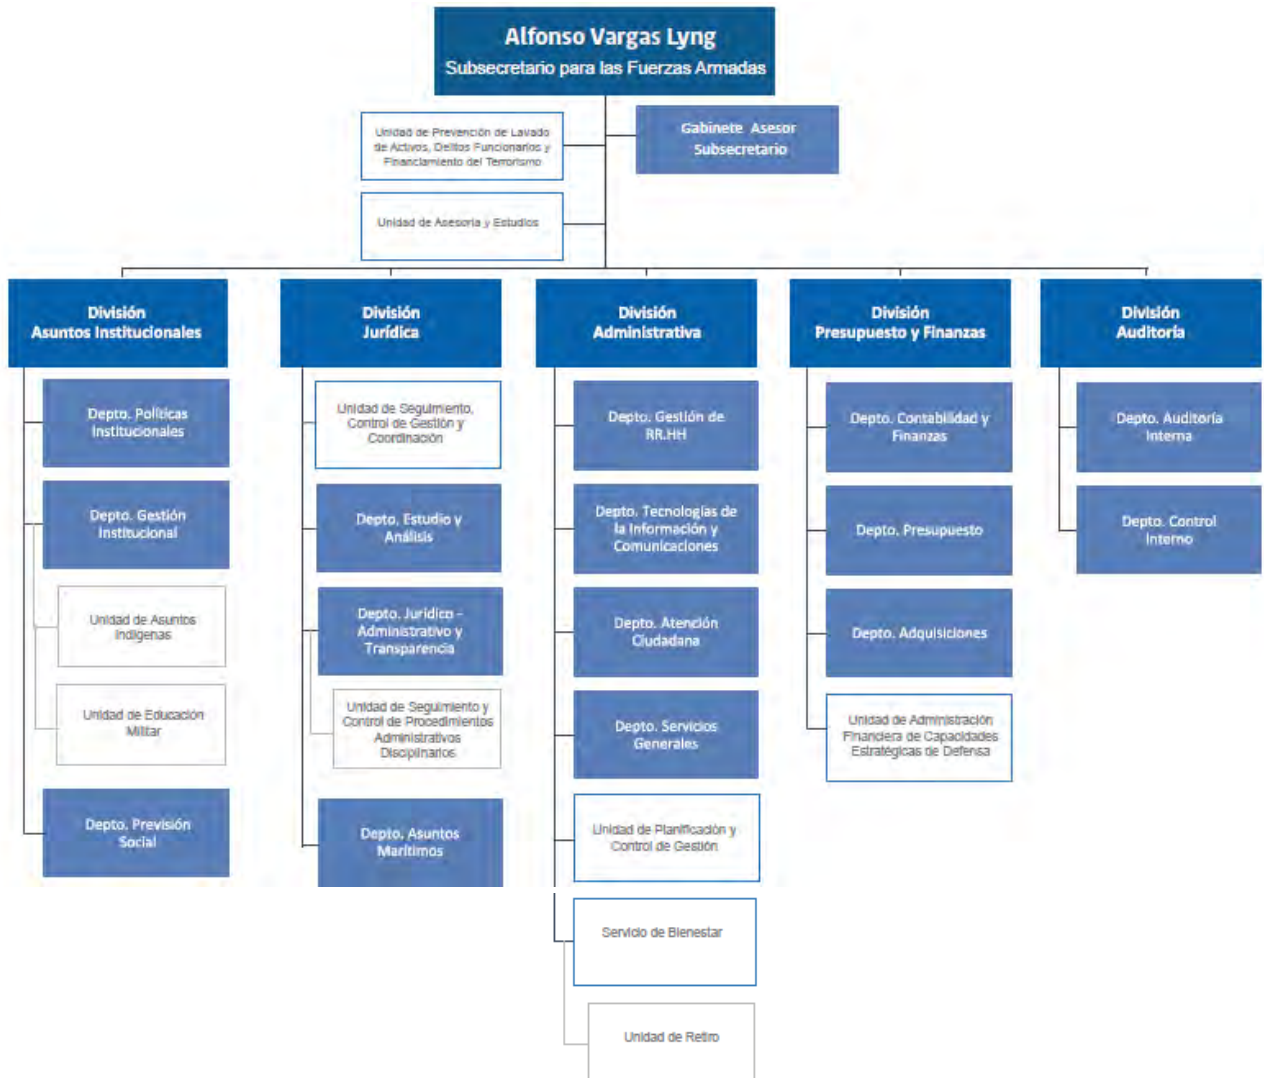 Alfonso Vargas Lyng
Subsecretario para las Fuerzas Armadas
Unidad de Prevención de Lavado
de Activos, Delitos Funcionarios y
Financiamiento del Terrorismo
Gabinete Asesor
Subsecretario
Unidad de Asesoría y Estudios
División
Asuntos Institucionales
Depto. Políticas
Institucionales
Depto. Gestión
Institucional
Unidad de Asuntos
Indígenas
Unidad de Educación
Militar
Depto. Previsión
Social
División
Jurídica
Unidad de Seguimiento,
Control de Gestión y
Coordinación
Depto. Estudio y
Análisis
Depto. Jurídico -
Administrativo y
Transparencia
Unidad de Seguimiento y
Control de Procedimientos
Administrativos
Disciplinarios
Depto. Asuntos
Marítimos
División
Administrativa
Depto. Gestión de
RR.HH
Depto. Tecnologías de
la Información y
Comunicaciones
Depto. Atención
Ciudadana
Depto. Servicios
Generales
Unidad de Planificación y
Control de Gestión
Servicio de Bienestar
Unidad de Retiro
División
Presupuesto y Finanzas
Depto. Contabilidad y
Finanzas
Depto. Presupuesto
Depto. Adquisiciones
Unidad de Administración
Financiera de Capacidades
Estratégicas de Defensa
División
Auditoría
Depto. Auditoría
Interna
Depto. Control
Interno